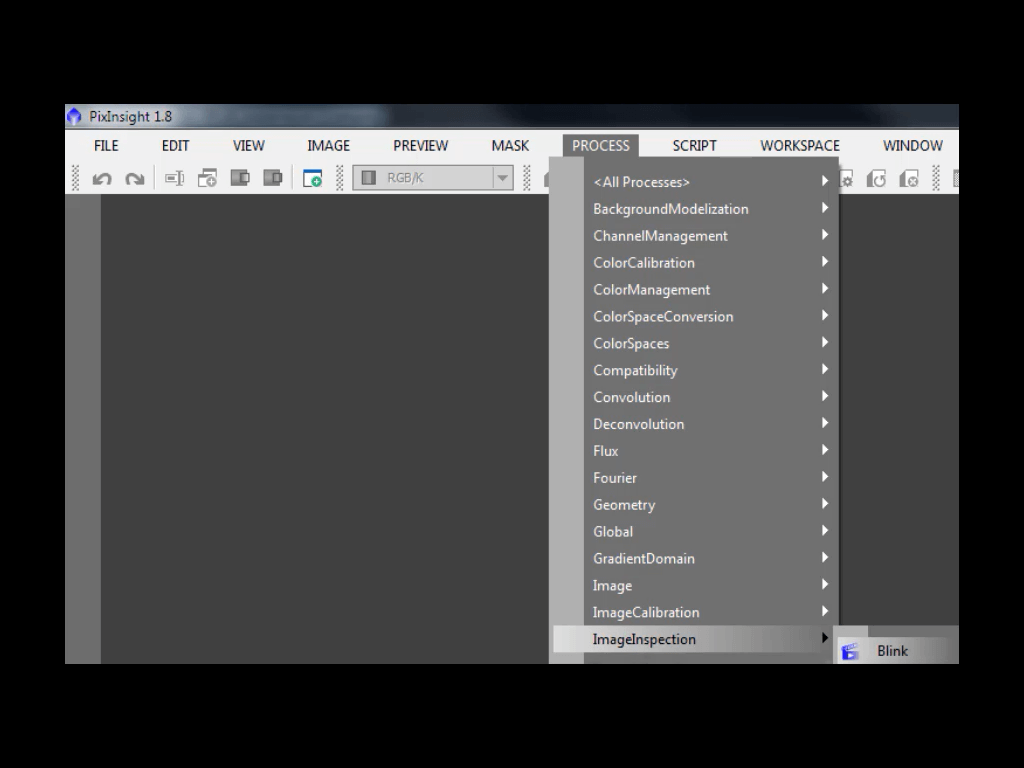 PixInsight 1.8
FILE EDIT VIEW IMAGE PREVIEW MASK PROCESS SCRIPT WORKSPACE WINDOW
RGB/K
<All Processes>
BackgroundModelization
ChannelManagement
ColorCalibration
ColorManagement
ColorSpaceConversion
ColorSpaces
Compatibility
Convolution
Deconvolution
Flux
Fourier
Geometry
Global
GradientDomain
Image
ImageCalibration
ImageInspection
Blink